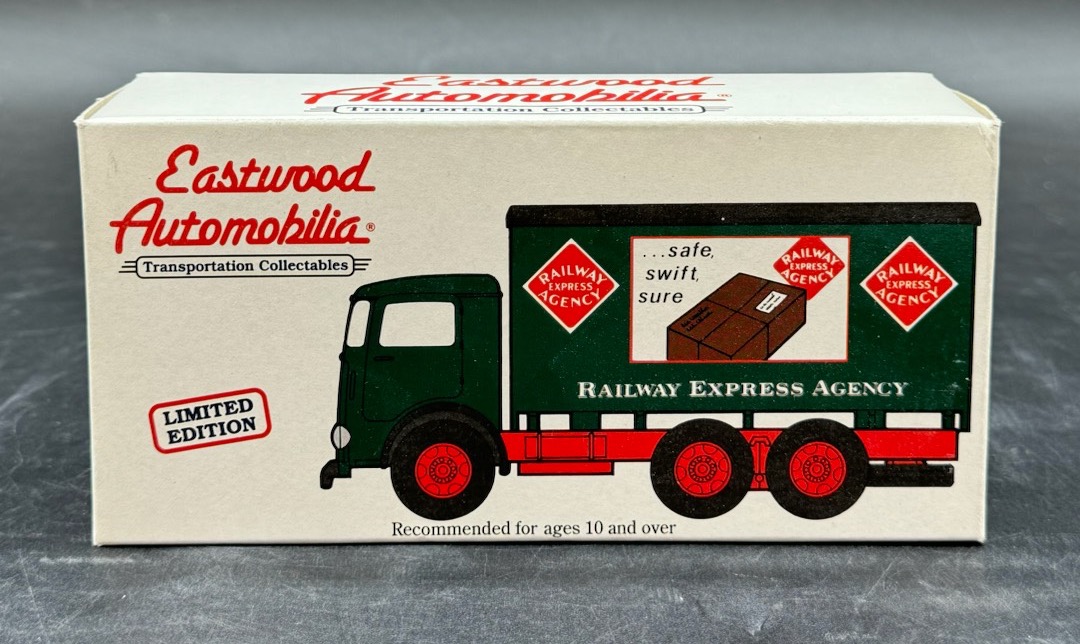 Eastwood
Automobilia®
Transportation Collectables
Eastwood
Automobilia®
Transportation Collectables
LIMITED
EDITION
RAILWAY
EXPRESS
AGENCY
...safe,
swift,
sure
RAILWAY
EXPRESS
AGENCY
RAILWAY
EXPRESS
AGENCY
RAILWAY EXPRESS AGENCY
Recommended for ages 10 and over